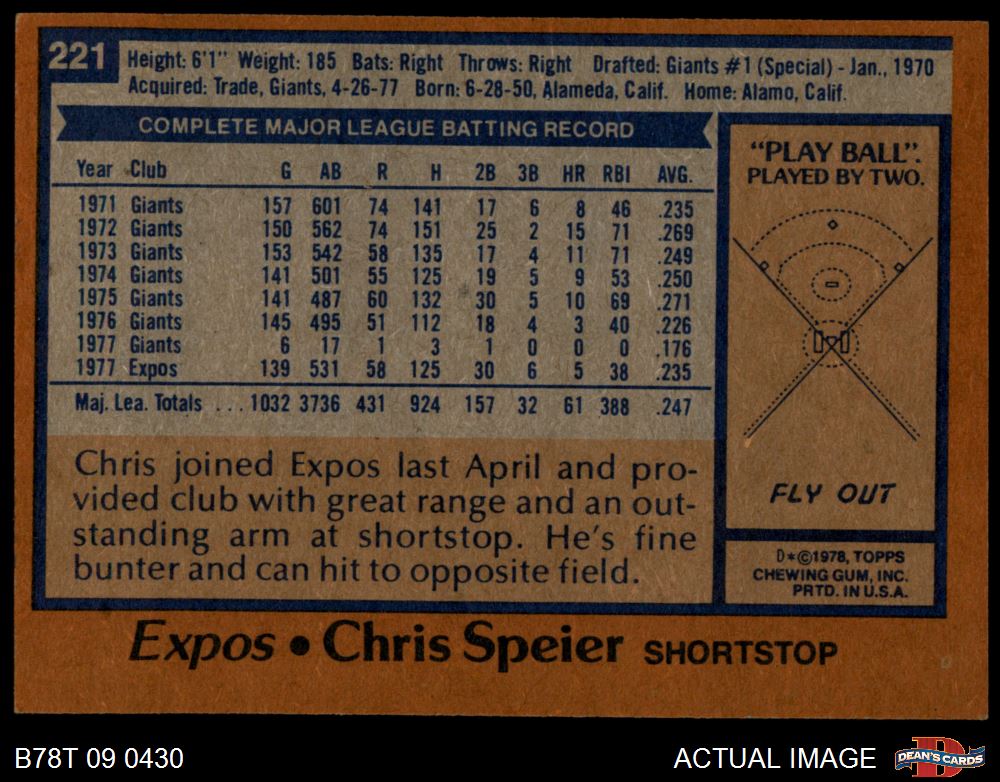 221
Height: 6'1" Weight: 185 Bats: Right Throws: Right Drafted: Giants #1 (Special) - Jan., 1970
Acquired: Trade, Giants, 4-26-77 Born: 6-28-50, Alameda, Calif. Home: Alamo, Calif.
COMPLETE MAJOR LEAGUE BATTING RECORD
Year Club G AB R H 2B 3B HR RBI AVG.
1971 Giants 157 601 74 141 17 6 8 46 .235
1972 Giants 150 562 74 151 25 2 15 71 .269
1973 Giants 153 542 58 135 17 4 11 71 .249
1974 Giants 141 501 55 125 19 5 9 53 .250
1975 Giants 141 487 60 132 30 5 10 69 .271
1976 Giants 145 495 51 112 18 4 3 40 .226
1977 Giants 6 17 1 3 1 0 0 0 .176
1977 Expos 139 531 58 125 30 6 5 38 .235
Maj. Lea. Totals ... 1032 3736 431 924 157 32 61 388 .247
Chris joined Expos last April and pro-
vided club with great range and an out-
standing arm at shortstop. He's fine
bunter and can hit to opposite field.
"PLAY BALL".
PLAYED BY TWO.
FLY OUT
D*©1978, TOPPS
CHEWING GUM, INC.
PRTD. IN U.S.A.
Expos • Chris Speier SHORTSTOP
B78T 09 0430
ACTUAL IMAGE
D
DEAN'S CARDS